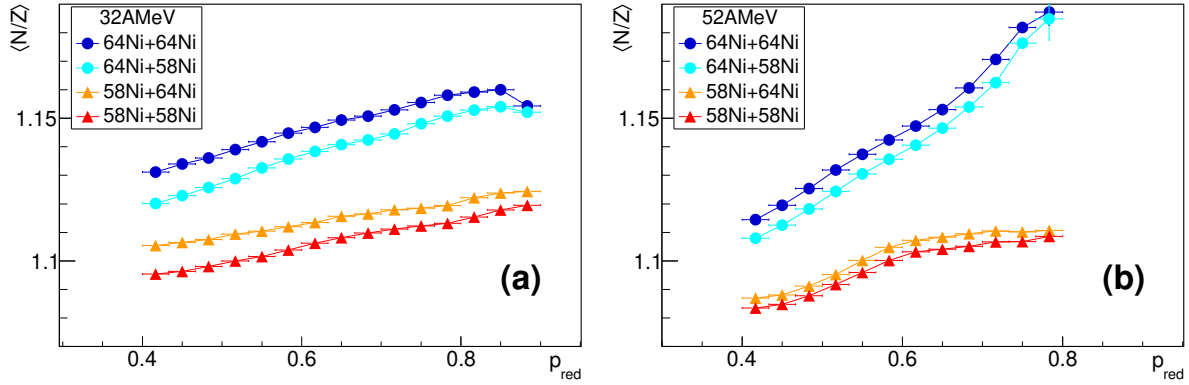 ⟨N/Z⟩
32AMeV
64Ni+64Ni
64Ni+58Ni
58Ni+64Ni
58Ni+58Ni
1.15
1.1
(a)
0.4
0.6
0.8
p_red
⟨N/Z⟩
52AMeV
64Ni+64Ni
64Ni+58Ni
58Ni+64Ni
58Ni+58Ni
1.15
1.1
(b)
0.4
0.6
0.8
p_red